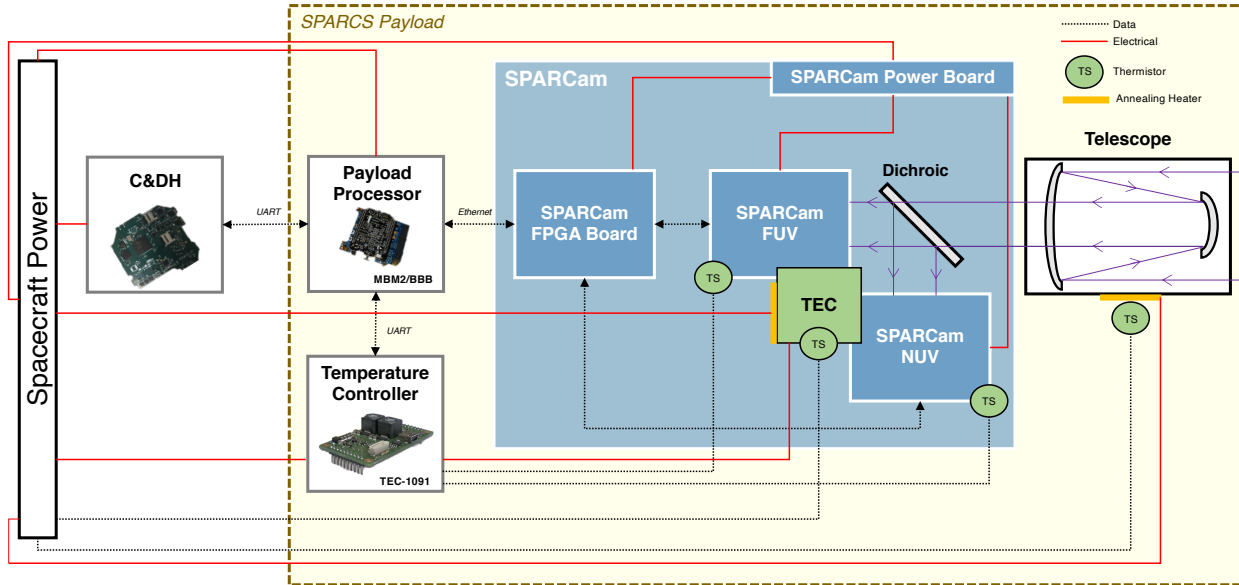 SPARCS Payload
Data
Electrical
TS
Thermistor
Annealing Heater
SPARCam
SPARCam Power Board
Telescope
C&DH
Payload
Processor
MBM2/BBB
UART
Ethernet
SPARCam
FPGA Board
SPARCam
FUV
Dichroic
Spacecraft Power
TS
TEC
TS
SPARCam
NUV
TS
TS
UART
Temperature
Controller
TEC-1091